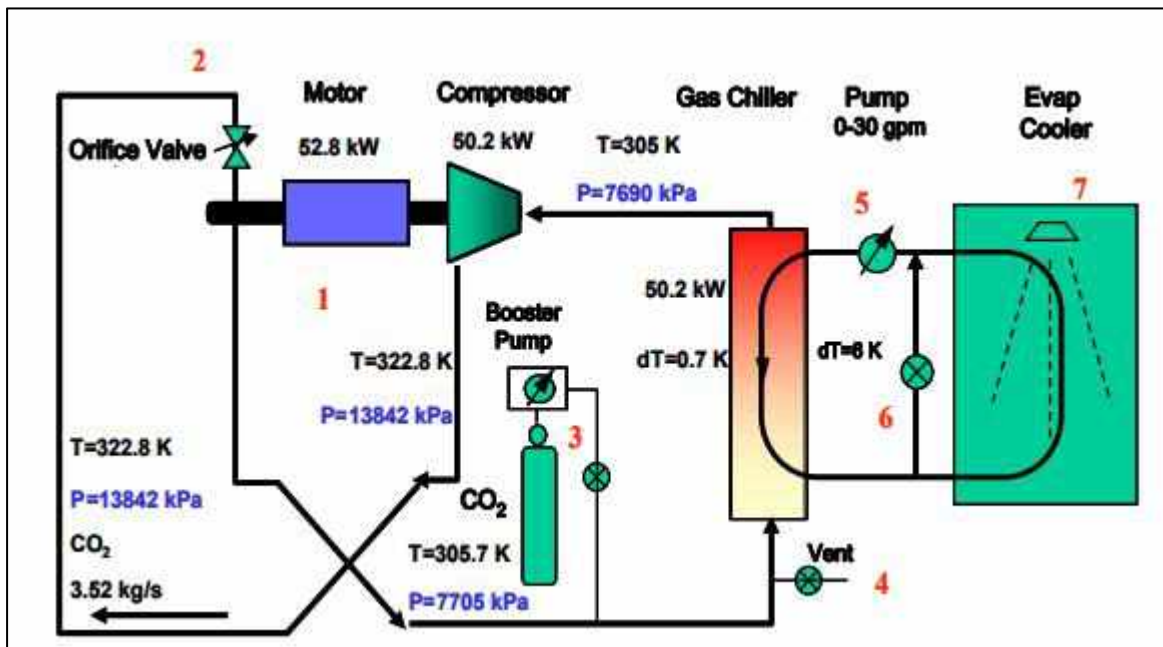 2
Motor
Compressor
Gas Chiller
Pump
0-30 gpm
Evap
Cooler
Orifice Valve
52.8 kW
50.2 kW
T=305 K
P=7690 kPa
5
7
1
50.2 kW
dT=0.7 K
dT=6 K
6
Booster
Pump
T=322.8 K
P=13842 kPa
3
T=322.8 K
P=13842 kPa
CO₂
3.52 kg/s
CO₂
T=305.7 K
P=7705 kPa
Vent
4